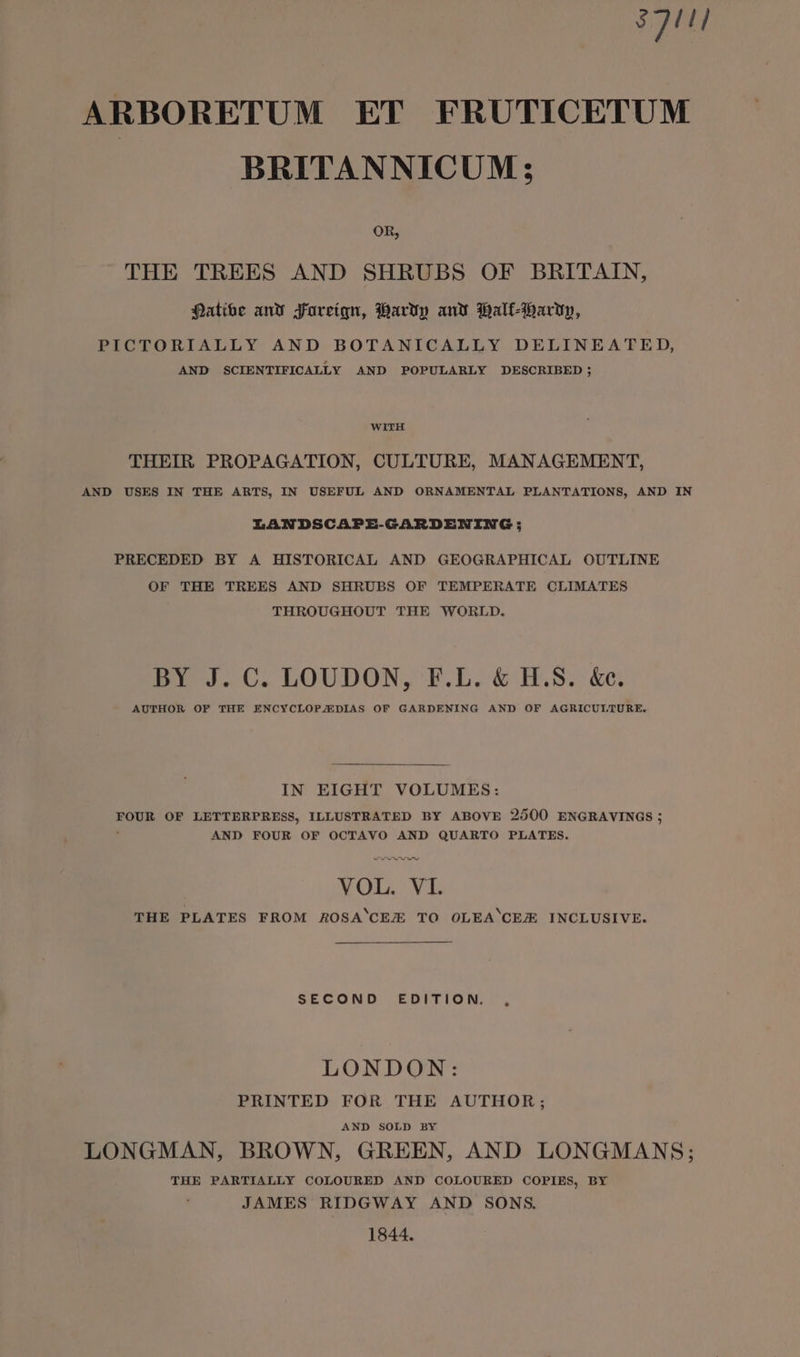 37111
ARBORETUM ET FRUTICETUM
BRITANNICUM;
OR,
THE TREES AND SHRUBS OF BRITAIN,
Native and Foreign, Hardy and Half-Hardy,
PICTORIALLY AND BOTANICALLY DELINEATED,
AND SCIENTIFICALLY AND POPULARLY DESCRIBED;
WITH
THEIR PROPAGATION, CULTURE, MANAGEMENT,
AND USES IN THE ARTS, IN USEFUL AND ORNAMENTAL PLANTATIONS, AND IN
LANDSCAPE-GARDENING;
PRECEDED BY A HISTORICAL AND GEOGRAPHICAL OUTLINE
OF THE TREES AND SHRUBS OF TEMPERATE CLIMATES
THROUGHOUT THE WORLD.
BY J. C. LOUDON, F.L. & H.S. &c.
AUTHOR OF THE ENCYCLOPÆDIAS OF GARDENING AND OF AGRICULTURE.
IN EIGHT VOLUMES:
FOUR OF LETTERPRESS, ILLUSTRATED BY ABOVE 2500 ENGRAVINGS;
AND FOUR OF OCTAVO AND QUARTO PLATES.
VOL. VI.
THE PLATES FROM ROSA`CEÆ TO OLEA`CEÆ INCLUSIVE.
SECOND EDITION.
LONDON:
PRINTED FOR THE AUTHOR;
AND SOLD BY
LONGMAN, BROWN, GREEN, AND LONGMANS;
THE PARTIALLY COLOURED AND COLOURED COPIES, BY
JAMES RIDGWAY AND SONS.
1844.